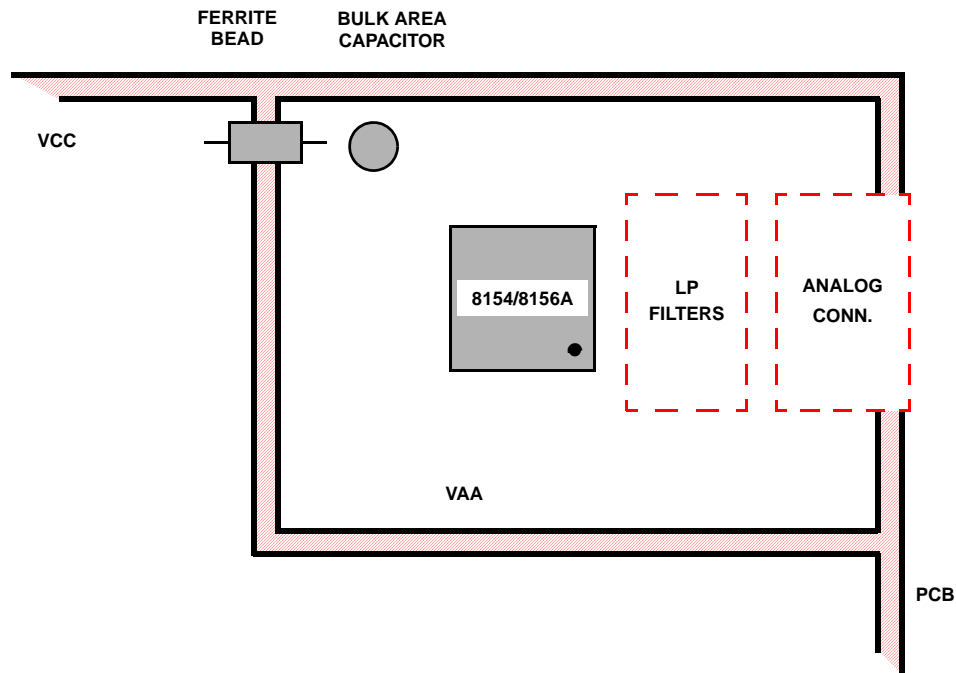 FERRITE
BEAD
BULK AREA
CAPACITOR
VCC
8154/8156A
LP
FILTERS
ANALOG
CONN.
VAA
PCB